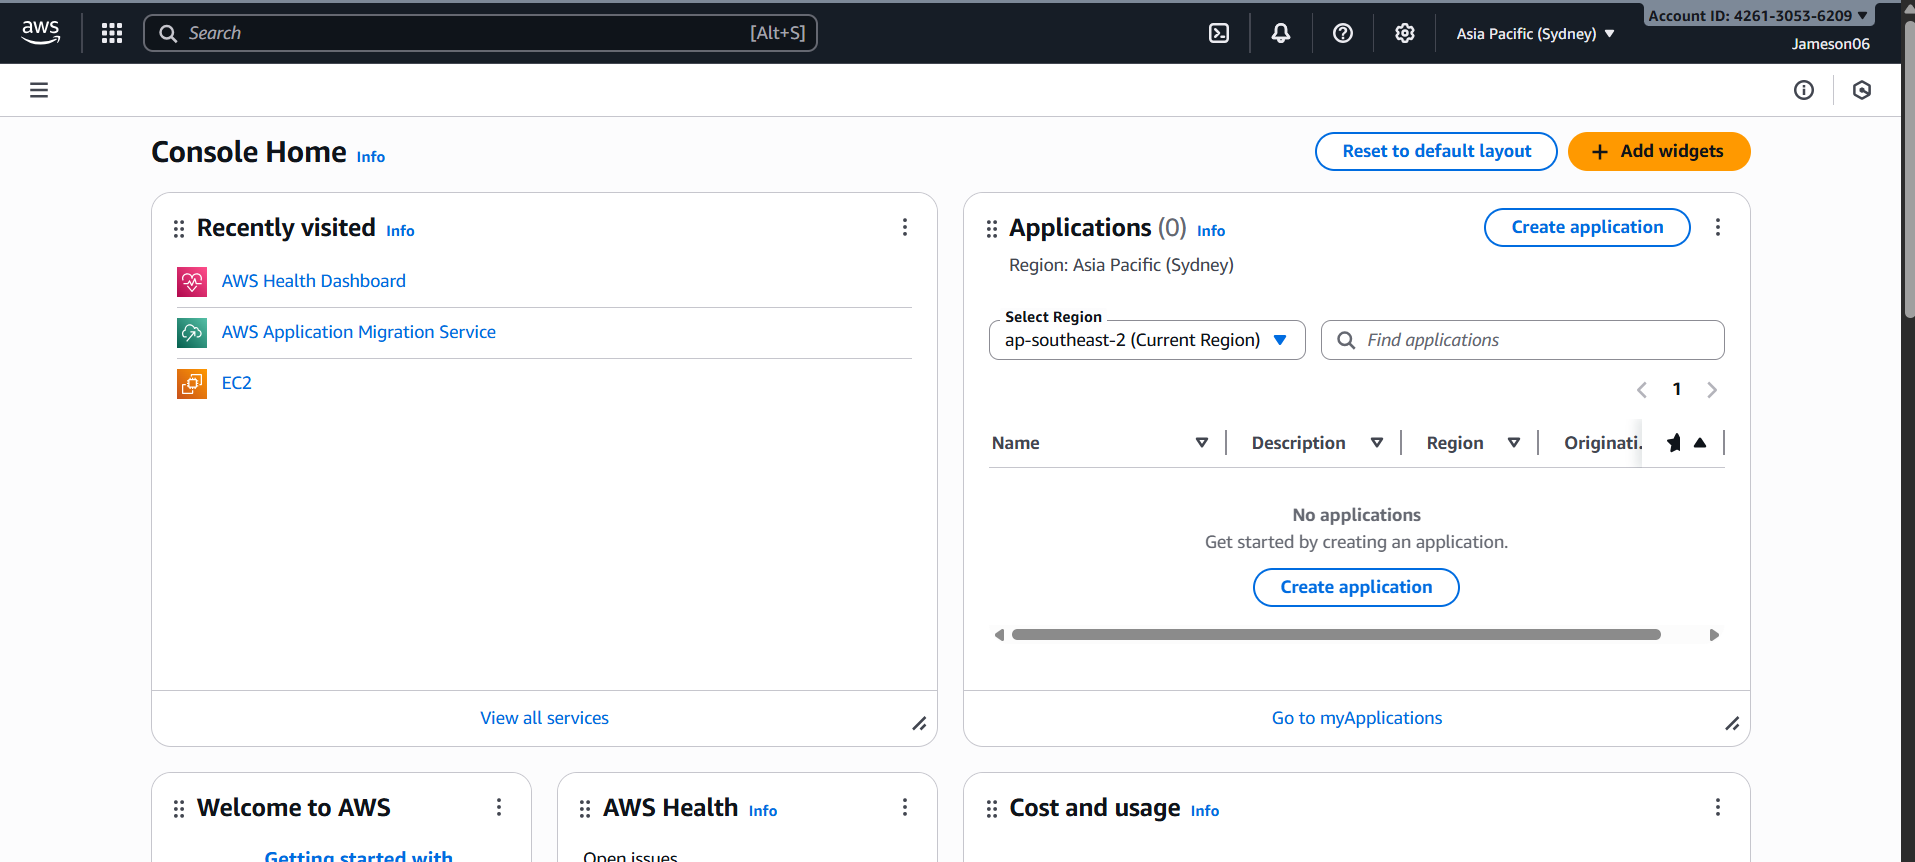 aws
Search
[Alt+S]
Asia Pacific (Sydney)
Account ID: 4261-3053-6209
Jameson06
Console Home Info
Reset to default layout
Add widgets
Recently visited Info
AWS Health Dashboard
AWS Application Migration Service
EC2
View all services
Applications (0) Info
Create application
Region: Asia Pacific (Sydney)
Select Region
ap-southeast-2 (Current Region)
Find applications
1
Name
Description
Region
Originati.
No applications
Get started by creating an application.
Create application
Go to myApplications
Welcome to AWS
Getting started with
AWS Health Info
Open issues
Cost and usage Info